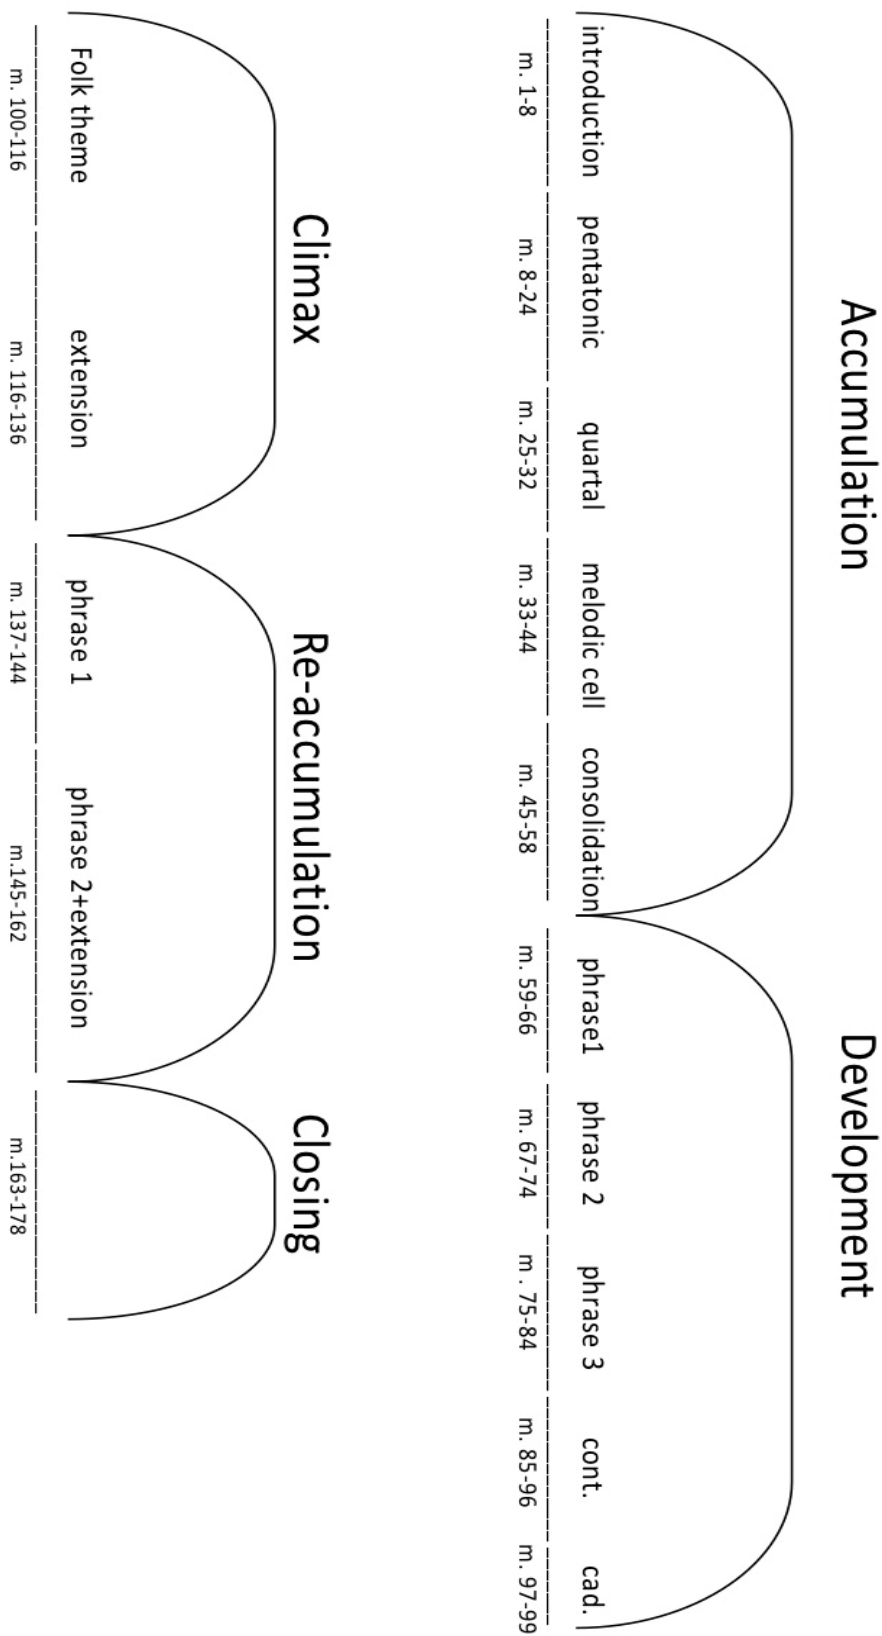 Accumulation Development
introduction pentatonic quartal melodic cell consolidation phrase1 phrase 2 phrase 3 cont. cad.
m. 1-8 m. 8-24 m. 25-32 m. 33-44 m. 45-58 m. 59-66 m. 67-74 m . 75-84 m. 85-96 m. 97-99
Climax Re-accumulation Closing
Folk theme extension phrase 1 phrase 2+extension
m. 100-116 m. 116-136 m. 137-144 m.145-162 m.163-178